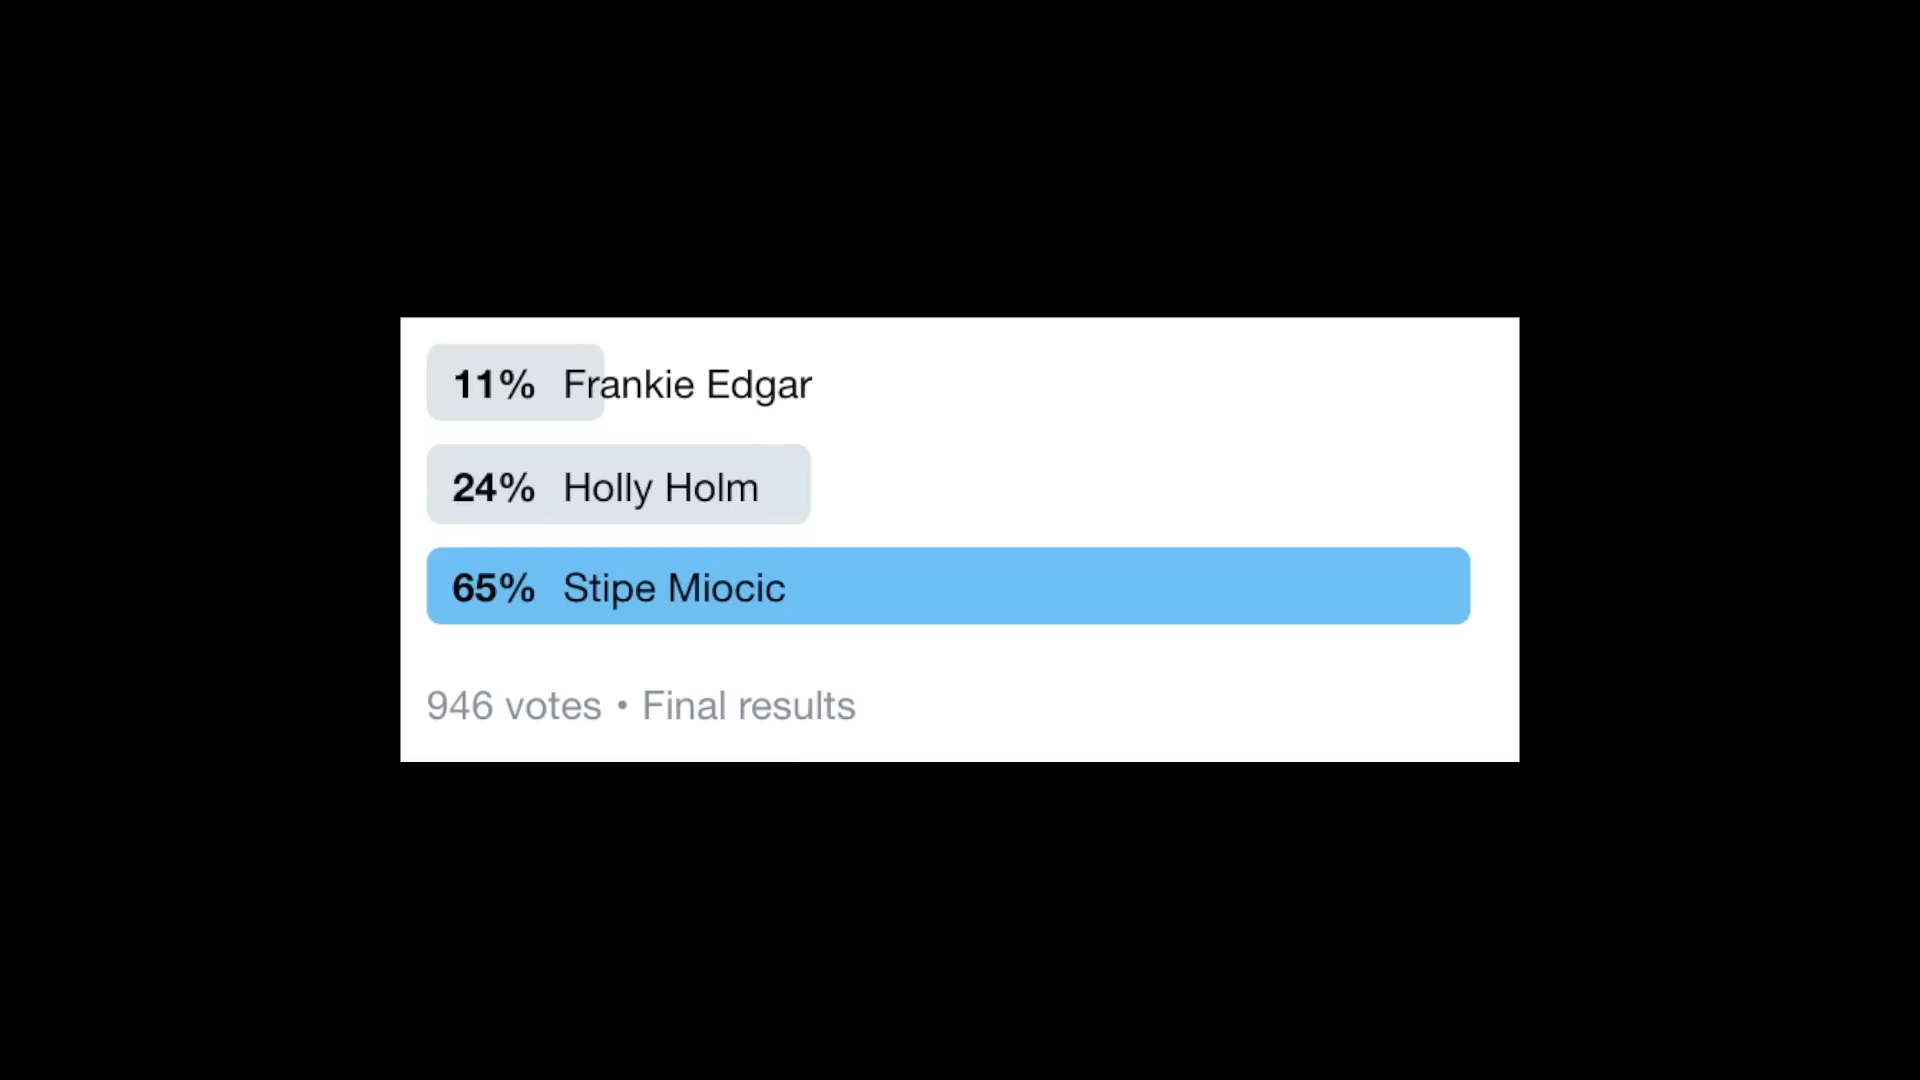 11% Frankie Edgar
24% Holly Holm
65% Stipe Miocic
946 votes • Final results